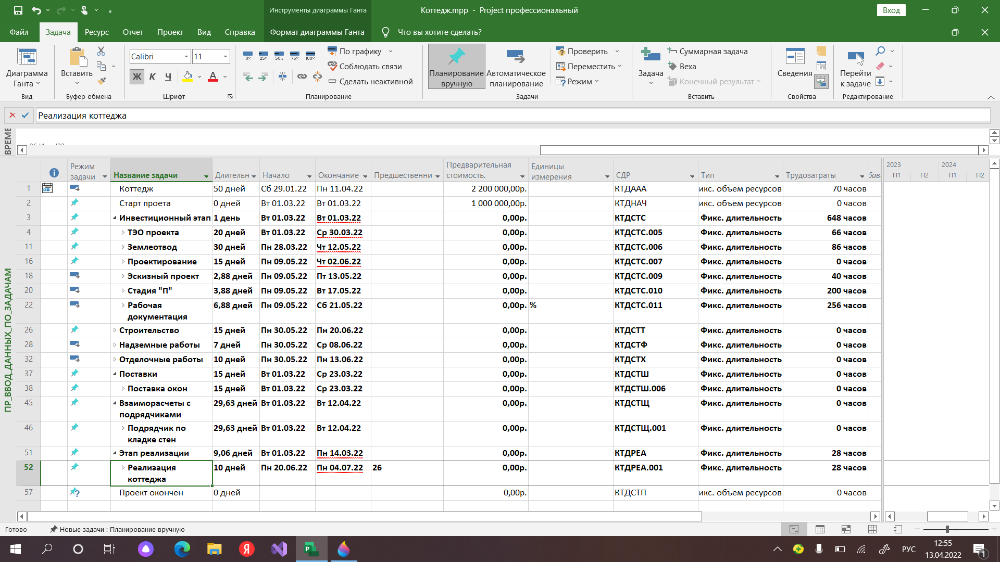 Инструменты диаграммы Ганта
Коттедж.mpp - Project профессиональный
Вход
Файл Задача Ресурс Отчет Проект Вид Справка Формат диаграммы Ганта Что вы хотите сделать?
Диаграмма Ганта
Вид
Вставить
Буфер обмена
Calibri 11
Ж К Ч А
Шрифт
0% 25% 50% 75% 100%
По графику
Соблюдать связи
Сделать неактивной
Планирование
Планирование вручную
Автоматическое планирование
Проверить
Переместить
Режим
Задачи
Задача
Суммарная задача
Веха
Конечный результат
Вставить
Сведения
Свойства
Перейти к задаче
Редактирование
Реализация коттеджа
ВРЕМЕ
ПР_ВВОД_ДАННЫХ_ПО_ЗАДАЧАМ
Режим задачи Название задачи Длительн Начало Окончание Предшественни Предварительная стоимость. Единицы измерения СДР Тип Трудозатраты
2023 2024
П1 П2 П1 П2
1 Коттедж 50 дней Сб 29.01.22 Пн 11.04.22 2 200 000,00р. КТДААА икс. объем ресурсов 70 часов
2 Старт проета 0 дней Вт 01.03.22 Вт 01.03.22 1 000 000,00р. КТДНАЧ икс. объем ресурсов 0 часов
3 Инвестиционный этап 1 день Вт 01.03.22 Вт 01.03.22 0,00р. КТДСТС Фикс. длительность 648 часов
4 ТЭО проекта 20 дней Вт 01.03.22 Ср 30.03.22 0,00р. КТДСТС.005 Фикс. длительность 66 часов
11 Землеотвод 30 дней Пн 28.03.22 Чт 12.05.22 0,00р. КТДСТС.006 Фикс. длительность 86 часов
16 Проектирование 15 дней Пн 09.05.22 Чт 02.06.22 0,00р. КТДСТС.007 Фикс. длительность 0 часов
18 Эскизный проект 2,88 дней Пн 09.05.22 Пт 13.05.22 0,00р. КТДСТС.009 Фикс. длительность 40 часов
20 Стадия "П" 3,88 дней Пн 09.05.22 Вт 17.05.22 0,00р. КТДСТС.010 Фикс. длительность 200 часов
22 Рабочая документация 6,88 дней Пн 09.05.22 Сб 21.05.22 0,00р. % КТДСТС.011 Фикс. длительность 256 часов
26 Строительство 15 дней Пн 30.05.22 Пн 20.06.22 0,00р. КТДСТТ Фикс. длительность 0 часов
28 Надземные работы 7 дней Пн 30.05.22 Ср 08.06.22 0,00р. КТДСТФ Фикс. длительность 0 часов
32 Отделочные работы 10 дней Пн 30.05.22 Пн 13.06.22 0,00р. КТДСТХ Фикс. длительность 0 часов
37 Поставки 15 дней Вт 01.03.22 Ср 23.03.22 0,00р. КТДСТШ Фикс. длительность 0 часов
38 Поставка окон 15 дней Вт 01.03.22 Ср 23.03.22 0,00р. КТДСТШ.006 Фикс. длительность 0 часов
45 Взаиморасчеты с подрядчиками 29,63 дней Вт 01.03.22 Вт 12.04.22 0,00р. КТДСТЩ Фикс. длительность 0 часов
46 Подрядчик по кладке стен 29,63 дней Вт 01.03.22 Вт 12.04.22 0,00р. КТДСТЩ.001 Фикс. длительность 0 часов
51 Этап реализации 9,06 дней Вт 01.03.22 Пн 14.03.22 0,00р. КТДРЕА Фикс. длительность 28 часов
52 Реализация коттеджа 10 дней Пн 20.06.22 Пн 04.07.22 26 0,00р. КТДРЕА.001 Фикс. длительность 28 часов
57 Проект окончен 0 дней 0,00р. КТДСТП икс. объем ресурсов 0 часов
Готово Новые задачи : Планирование вручную
РУС 12:55
13.04.2022
1